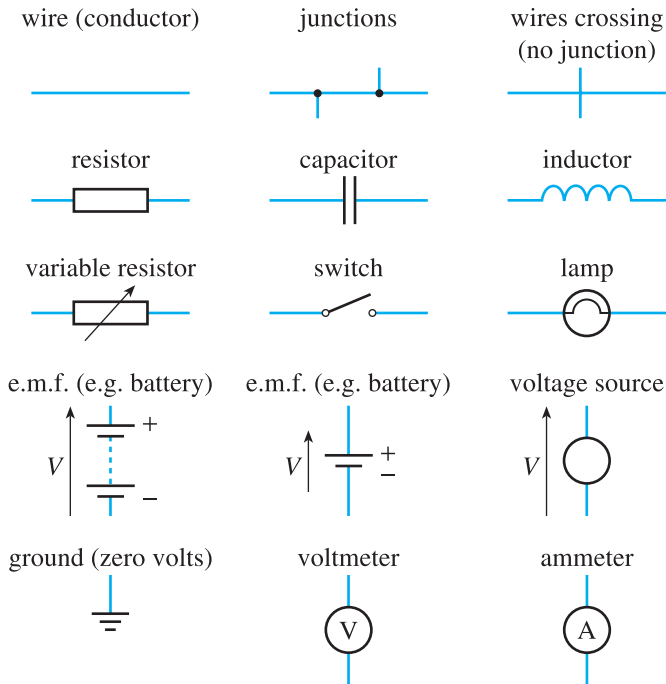 wire (conductor)
junctions
wires crossing
(no junction)
resistor
capacitor
inductor
variable resistor
switch
lamp
e.m.f. (e.g. battery)
e.m.f. (e.g. battery)
voltage source
+
V
−
V
+
−
V
ground (zero volts)
voltmeter
ammeter
V
A